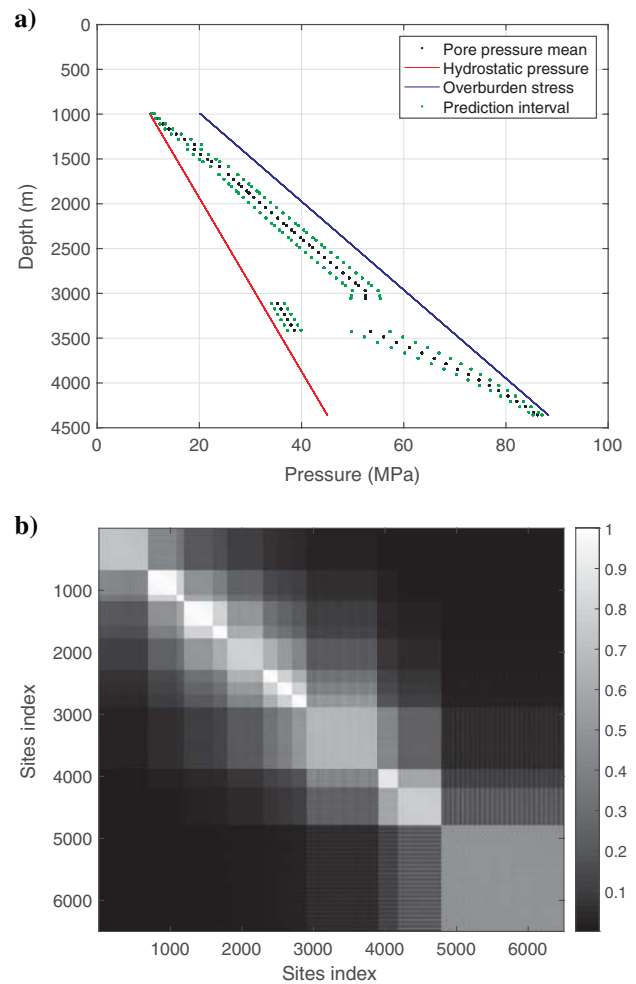 a)
0
500
1000
1500
2000
2500
3000
3500
4000
4500
Depth (m)
Pore pressure mean
Hydrostatic pressure
Overburden stress
Prediction interval
0 20 40 60 80 100
Pressure (MPa)
b)
1000
2000
3000
4000
5000
6000
Sites index
1000 2000 3000 4000 5000 6000
Sites index
1
0.9
0.8
0.7
0.6
0.5
0.4
0.3
0.2
0.1